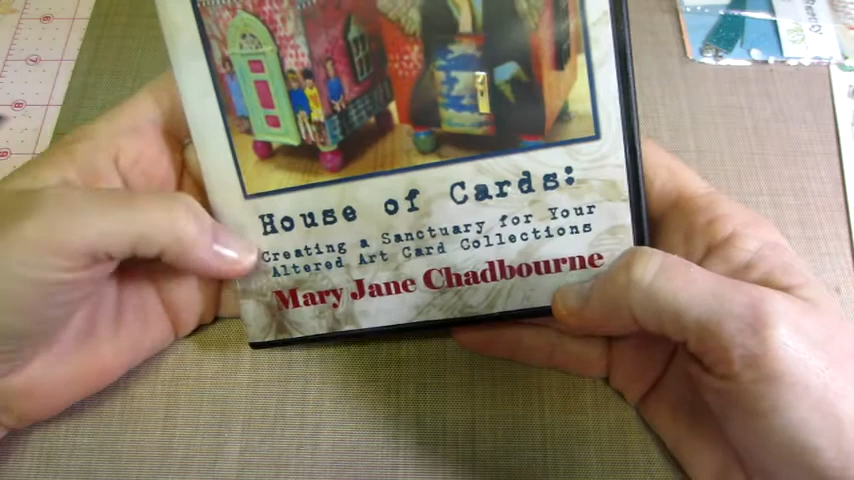 House of Cards:
Creating a Sanctuary for Your
Altered Art Card Collections
Mary Jane Chadbourne